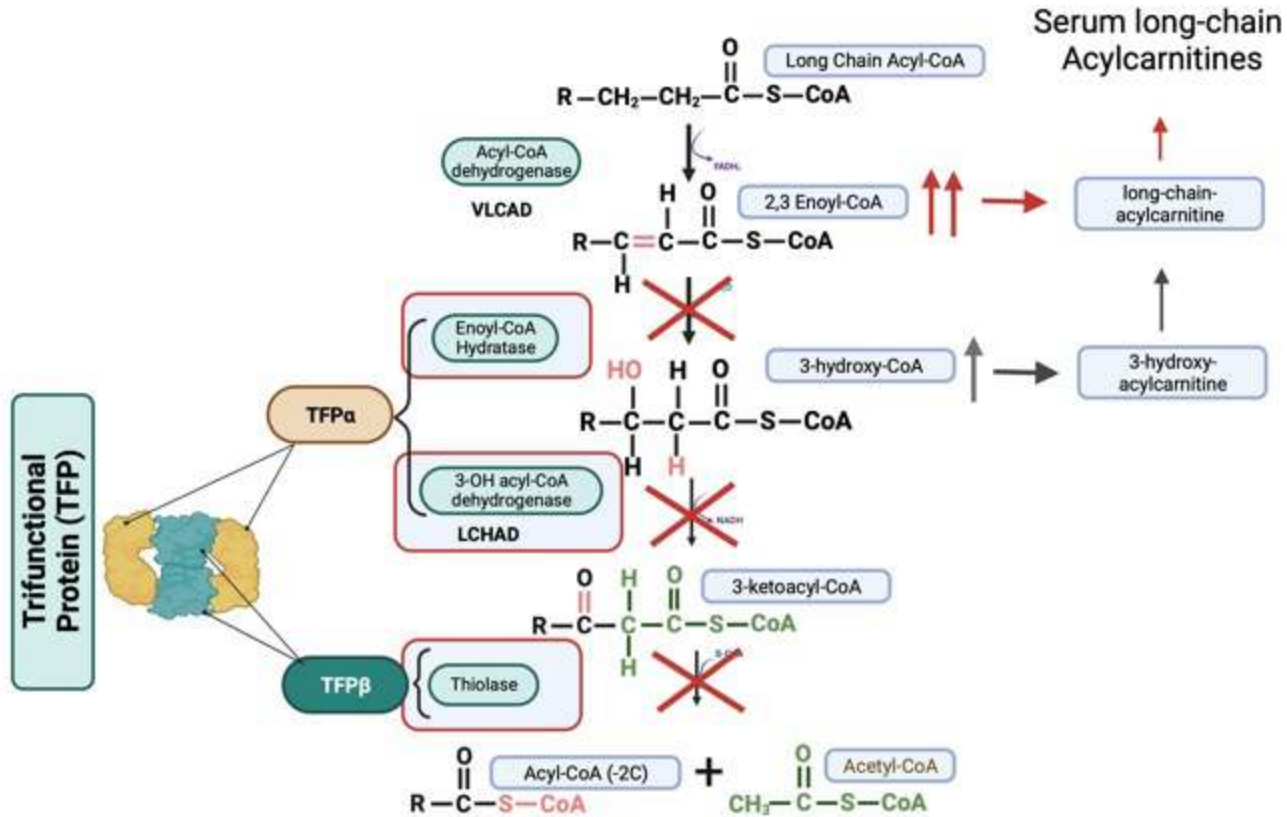 Serum long-chain
Acylcarnitines
O
Long Chain Acyl-CoA
R–CH₂–CH₂–C–S–CoA
Acyl-CoA
dehydrogenase
VLCAD
FADH₂
H O
2,3 Enoyl-CoA
long-chain-
acylcarnitine
R–C=C–C–S–CoA
H
Enoyl-CoA
Hydratase
3-hydroxy-CoA
3-hydroxy-
acylcarnitine
HO H O
Trifunctional
Protein (TFP)
TFPα
R–C–C–C–S–CoA
H H
3-OH acyl-CoA
dehydrogenase
LCHAD
NADH
O H O
3-ketoacyl-CoA
R–C–C–C–S–CoA
H
TFPβ
Thiolase
O
Acyl-CoA (-2C)
+
O
Acetyl-CoA
R–C–S–CoA
CH₃–C–S–CoA